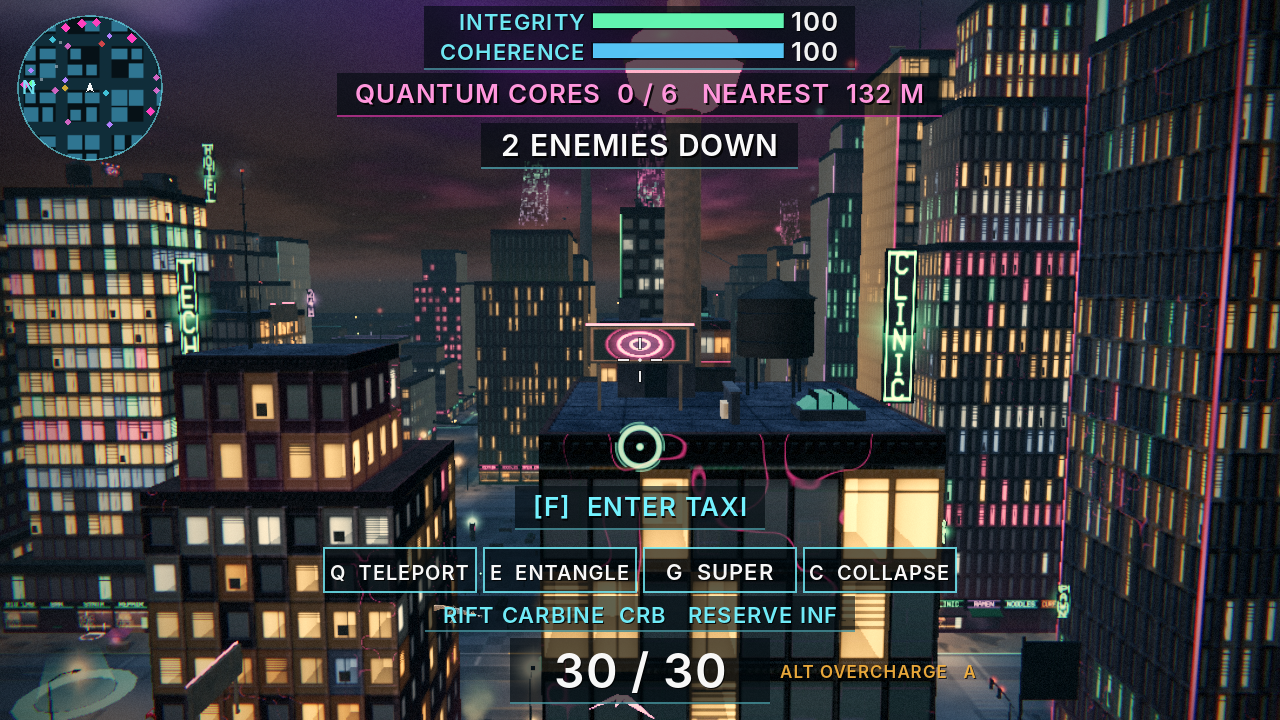 INTEGRITY 100
COHERENCE 100
QUANTUM CORES 0 / 6 NEAREST 132 M
2 ENEMIES DOWN
N
HOTEL
TECH
CLINIC
[F] ENTER TAXI
Q TELEPORT
E ENTANGLE
G SUPER
C COLLAPSE
RIFT CARBINE CRB RESERVE INF
RAMEN NOODLES
30 / 30
ALT OVERCHARGE A